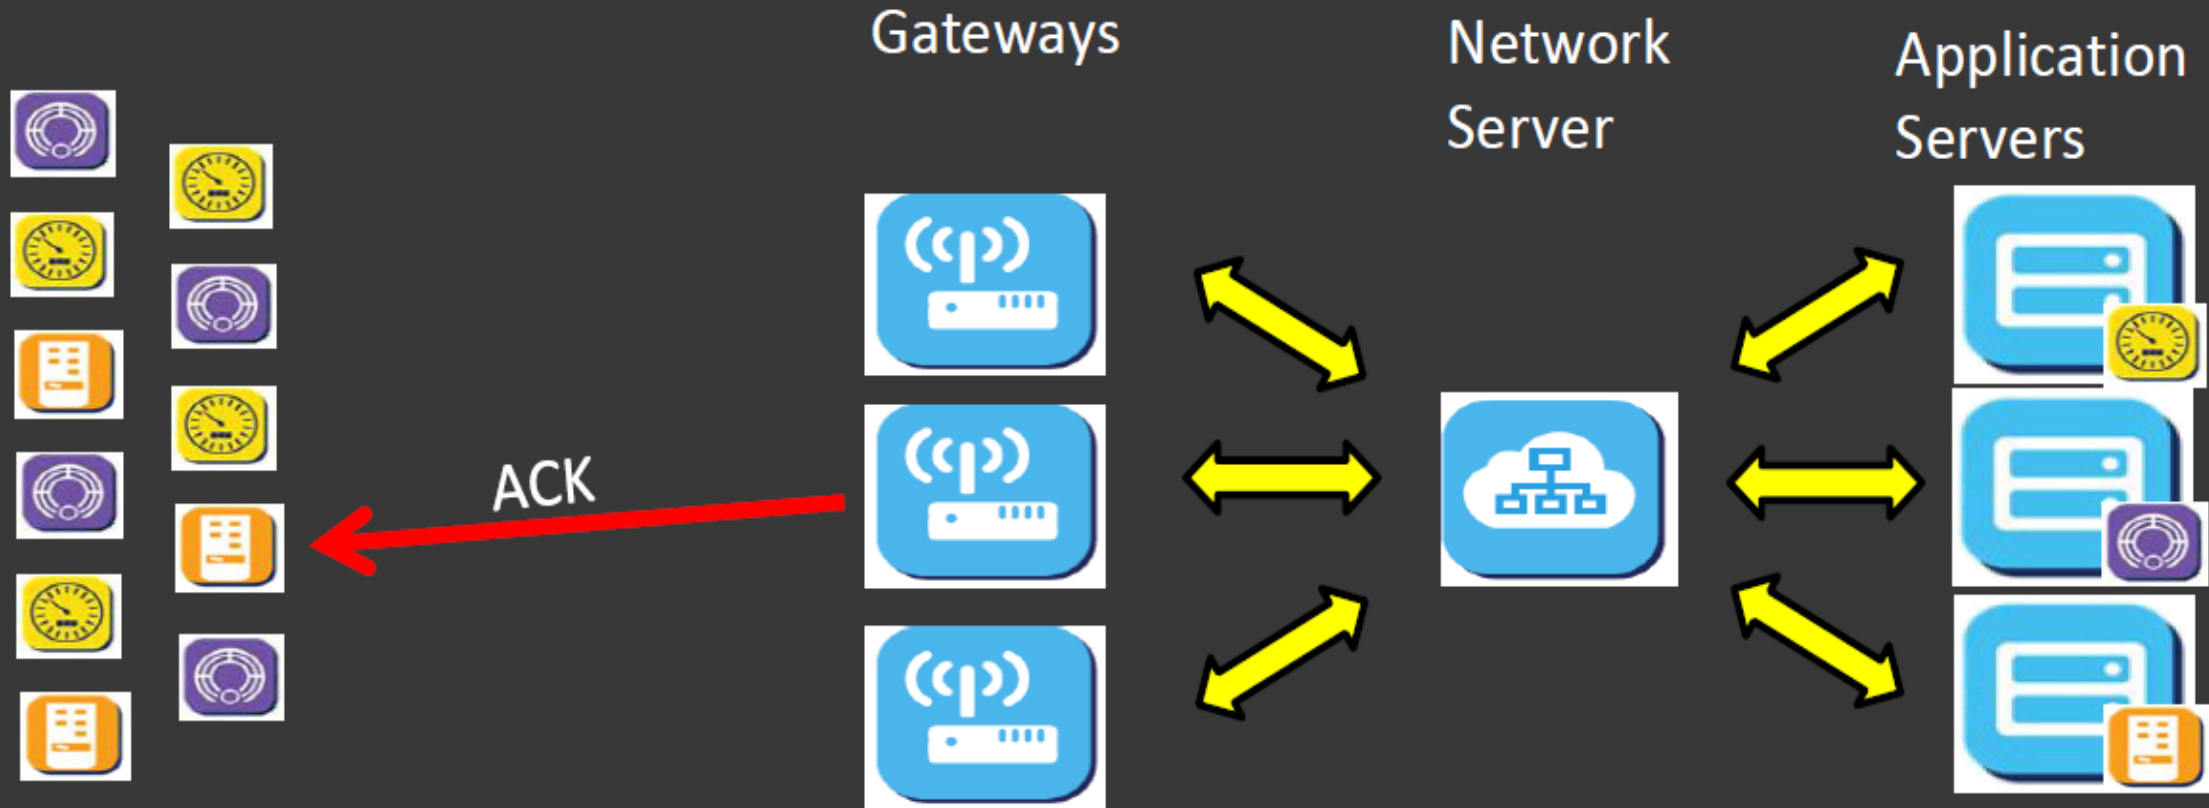 Gateways
Network
Server
Application
Servers
ACK